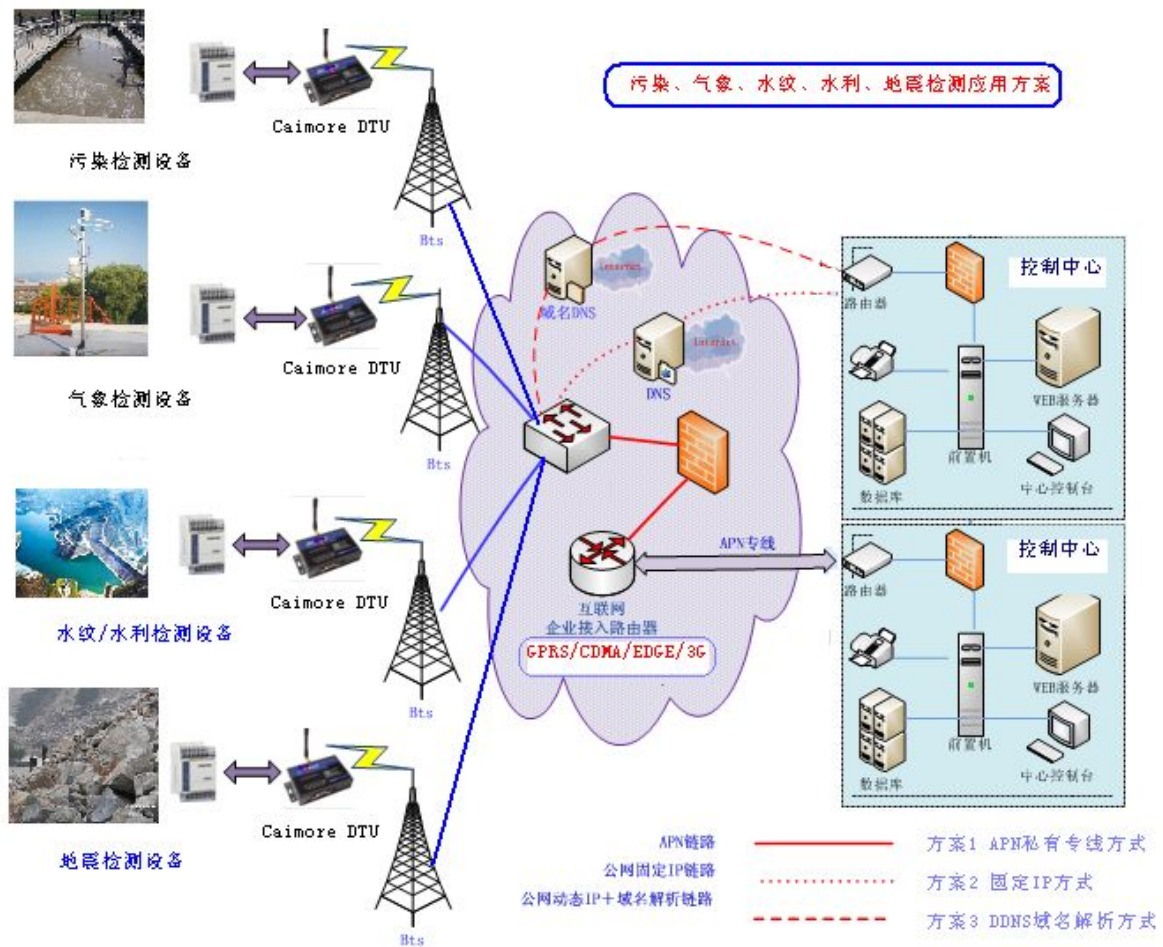 污染、气象、水纹、水利、地震检测应用方案
Caimore DTU
污染检测设备
Bts
Caimore DTU
气象检测设备
Bts
Caimore DTU
水纹/水利检测设备
Bts
Caimore DTU
地震检测设备
Bts
Internet
域名DNS
Internet
DNS
APN专线
互联网
企业接入路由器
GPRS/CDMA/EDGE/3G
控制中心
路由器
WEB服务器
前置机
数据库
中心控制台
控制中心
路由器
WEB服务器
前置机
数据库
中心控制台
APN链路
方案1 APN私有专线方式
公网固定IP链路
方案2 固定IP方式
公网动态IP+域名解析链路
方案3 DDNS域名解析方式